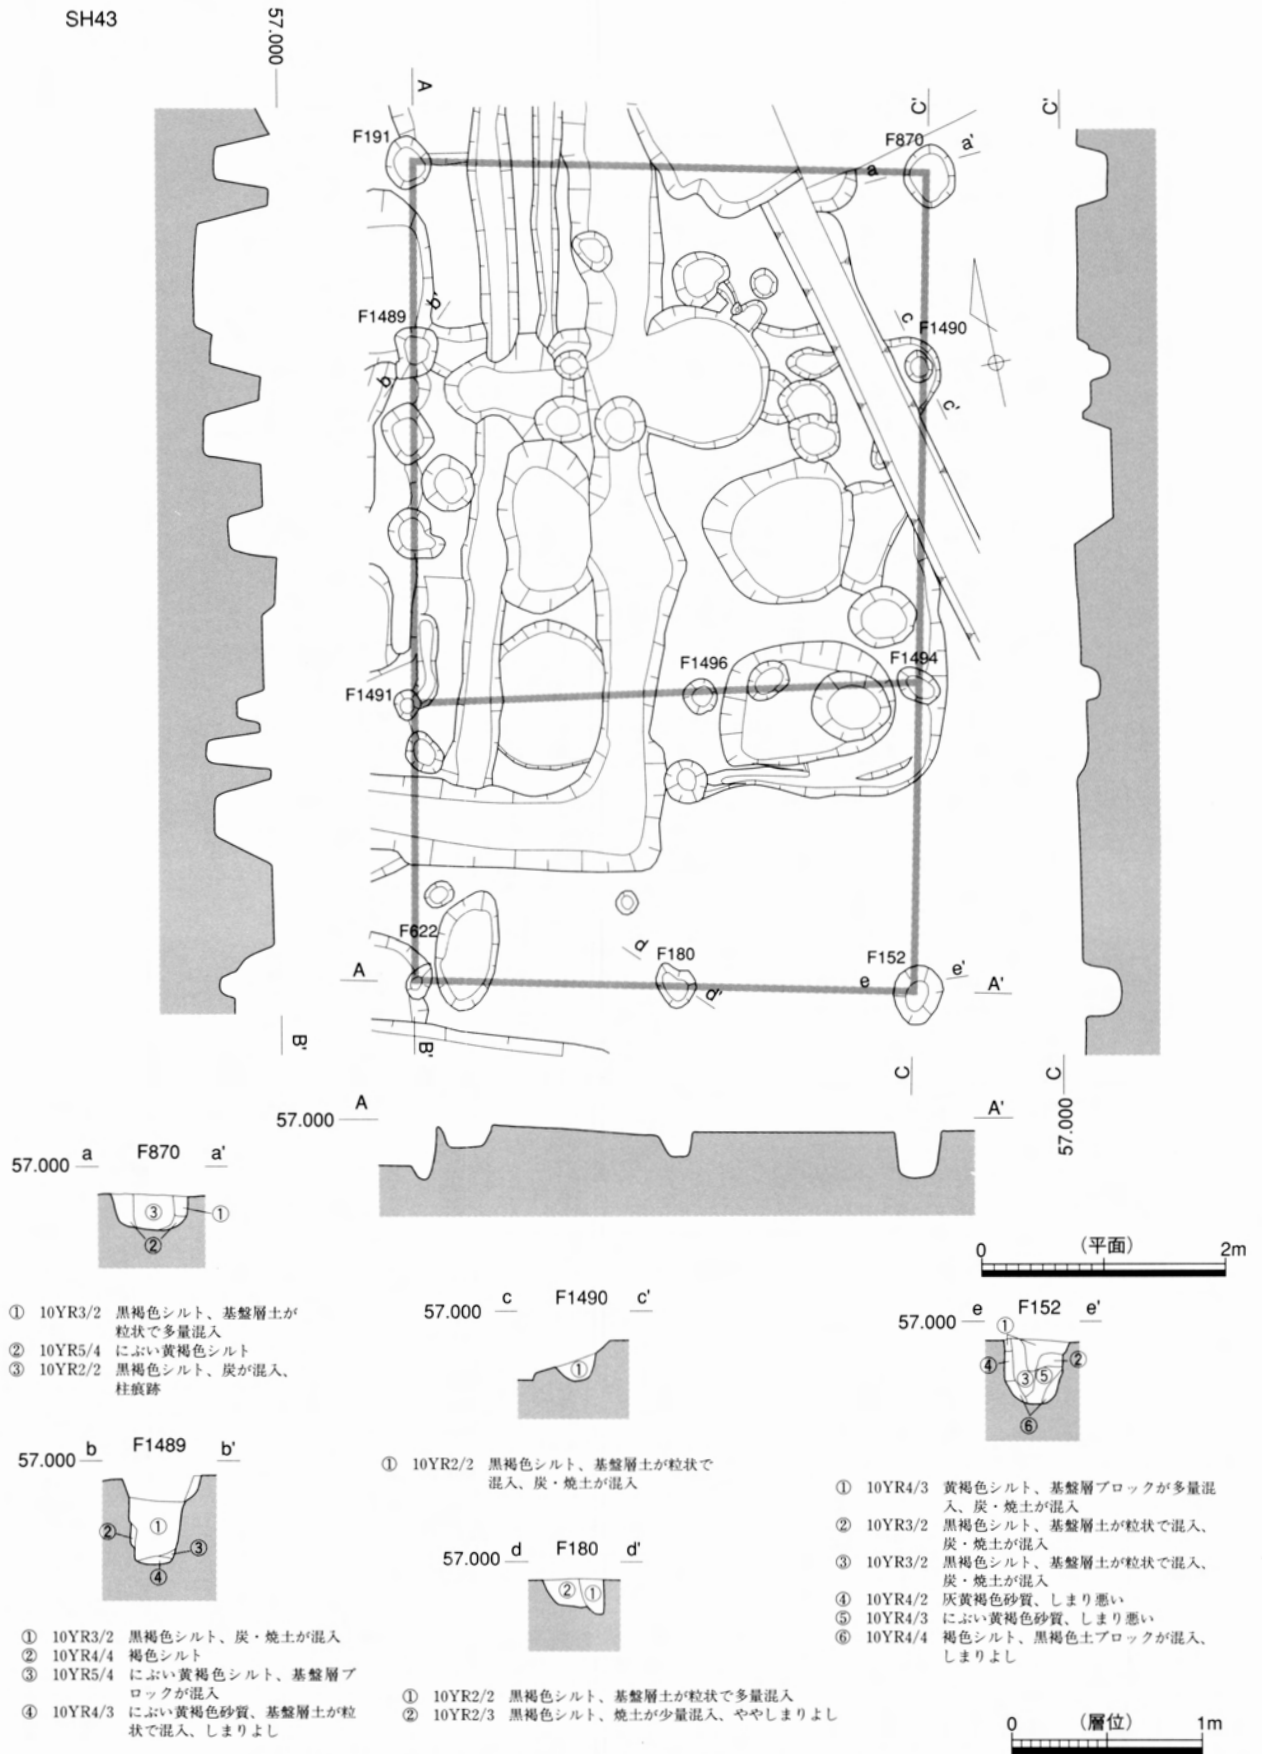 SH43
57.000
A
C'
C'
F191
F870
a
a'
F1489
b'
b
c
F1490
c'
F1496
F1494
F1491
F622
d
F180
d'
F152
e
e'
A
A'
B'
B'
C
C
57.000
57.000 A
A'
57.000 a F870 a'
③
①
②
① 10YR3/2 黒褐色シルト、基盤層土が
粒状で多量混入
② 10YR5/4 にぶい黄褐色シルト
③ 10YR2/2 黒褐色シルト、炭が混入、
柱痕跡
57.000 b F1489 b'
①
②
③
④
① 10YR3/2 黒褐色シルト、炭・焼土が混入
② 10YR4/4 褐色シルト
③ 10YR5/4 にぶい黄褐色シルト、基盤層ブ
ロックが混入
④ 10YR4/3 にぶい黄褐色砂質、基盤層土が粒
状で混入、しまりよし
57.000 c F1490 c'
①
① 10YR2/2 黒褐色シルト、基盤層土が粒状で
混入、炭・焼土が混入
57.000 d F180 d'
② ①
① 10YR2/2 黒褐色シルト、基盤層土が粒状で多量混入
② 10YR2/3 黒褐色シルト、焼土が少量混入、ややしまりよし
0 (平面) 2m
57.000 e F152 e'
①
④ ②
③ ⑤
⑥
① 10YR4/3 黄褐色シルト、基盤層ブロックが多量混
入、炭・焼土が混入
② 10YR3/2 黒褐色シルト、基盤層土が粒状で混入、
炭・焼土が混入
③ 10YR3/2 黒褐色シルト、基盤層土が粒状で混入、
炭・焼土が混入
④ 10YR4/2 灰黄褐色砂質、しまり悪い
⑤ 10YR4/3 にぶい黄褐色砂質、しまり悪い
⑥ 10YR4/4 褐色シルト、黒褐色土ブロックが混入、
しまりよし
0 (層位) 1m